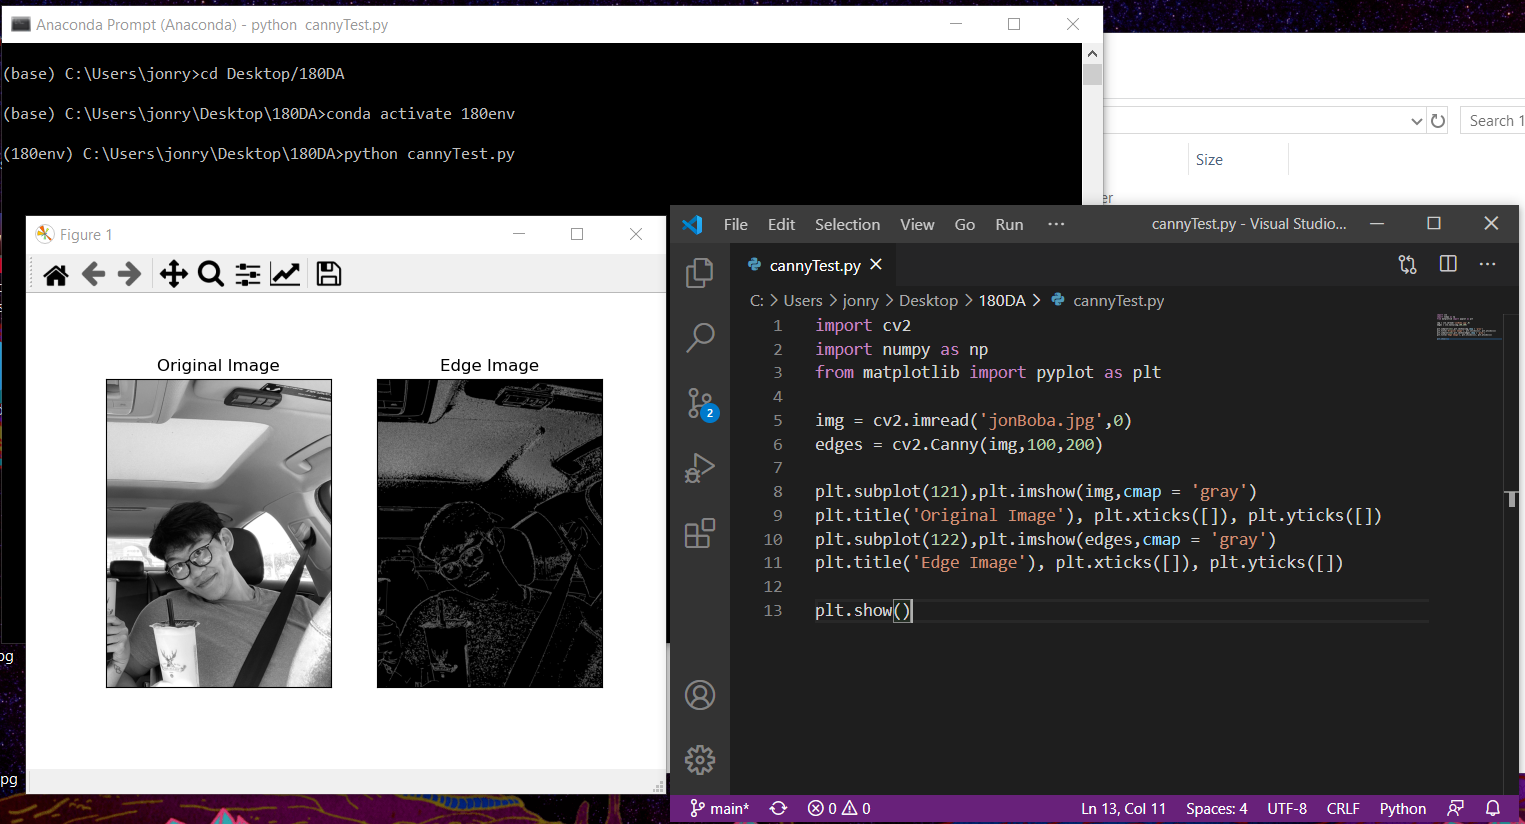 Anaconda Prompt (Anaconda) - python  cannyTest.py
(base) C:\Users\jonry>cd Desktop/180DA
(base) C:\Users\jonry\Desktop\180DA>conda activate 180env
(180env) C:\Users\jonry\Desktop\180DA>python cannyTest.py
Search 1
Size
er
Figure 1
Original Image
Edge Image
File Edit Selection View Go Run ··· cannyTest.py - Visual Studio...
cannyTest.py
C: > Users > jonry > Desktop > 180DA > cannyTest.py
1 import cv2
2 import numpy as np
3 from matplotlib import pyplot as plt
4
5 img = cv2.imread('jonBoba.jpg',0)
6 edges = cv2.Canny(img,100,200)
7
8 plt.subplot(121),plt.imshow(img,cmap = 'gray')
9 plt.title('Original Image'), plt.xticks([]), plt.yticks([])
10 plt.subplot(122),plt.imshow(edges,cmap = 'gray')
11 plt.title('Edge Image'), plt.xticks([]), plt.yticks([])
12
13 plt.show()
2
pg
pg
main* 0 0 Ln 13, Col 11 Spaces: 4 UTF-8 CRLF Python